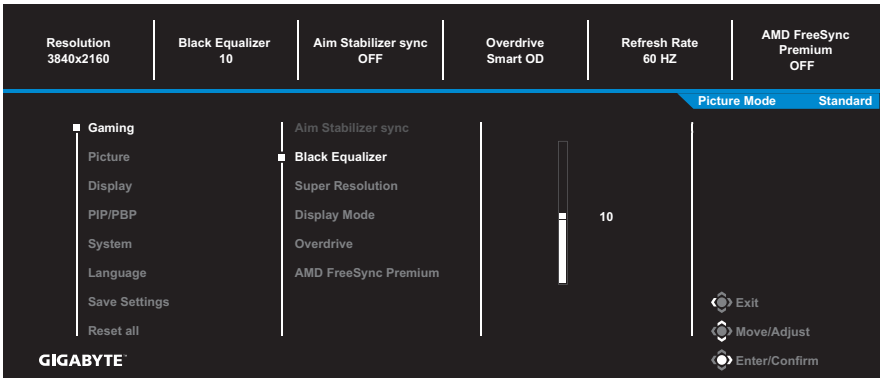 Resolution
3840x2160
Black Equalizer
10
Aim Stabilizer sync
OFF
Overdrive
Smart OD
Refresh Rate
60 HZ
AMD FreeSync
Premium
OFF
Picture Mode Standard
Gaming
Picture
Display
PIP/PBP
System
Language
Save Settings
Reset all
Aim Stabilizer sync
Black Equalizer
Super Resolution
Display Mode
Overdrive
AMD FreeSync Premium
10
Exit
Move/Adjust
Enter/Confirm
GIGABYTE™